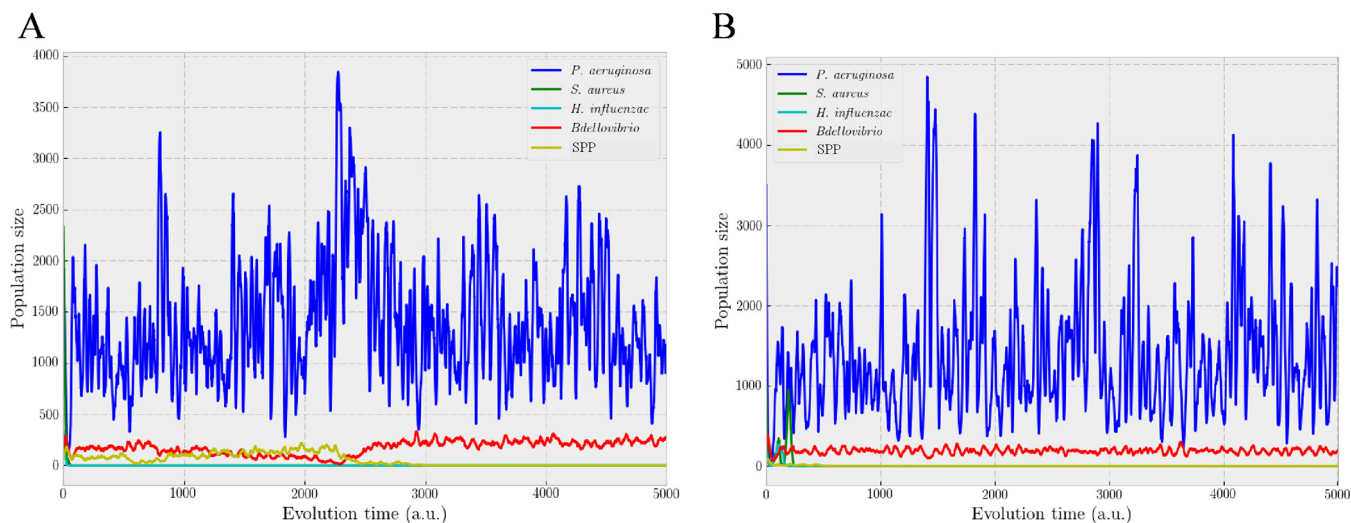 A
B
4000
3500
3000
2500
2000
1500
1000
500
0
Population size
P. aeruginosa
S. aureus
H. influenzae
Bdellovibrio
SPP
0
1000
2000
3000
4000
5000
Evolution time (a.u.)
5000
4000
3000
2000
1000
0
Population size
P. aeruginosa
S. aureus
H. influenzae
Bdellovibrio
SPP
0
1000
2000
3000
4000
5000
Evolution time (a.u.)